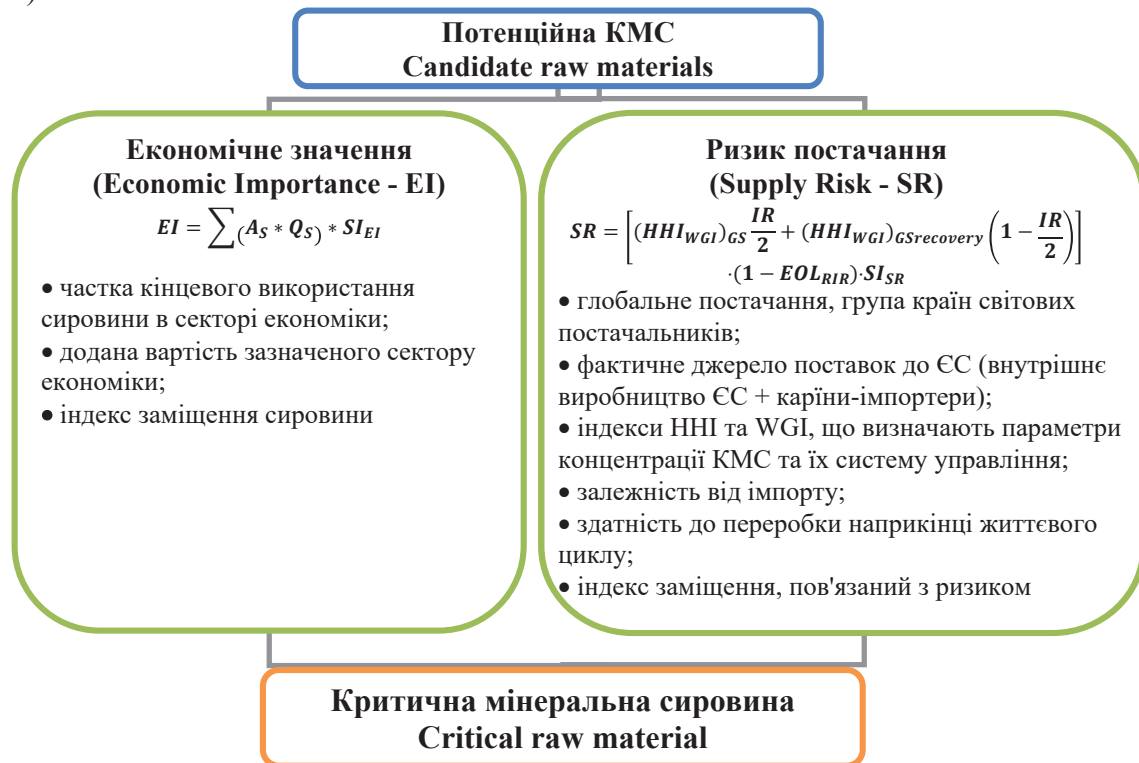 )
Потенційна КМС
Candidate raw materials
Економічне значення
(Economic Importance - EI)
EI = ∑(A_S * Q_S) * SI_EI
• частка кінцевого використання
сировини в секторі економіки;
• додана вартість зазначеного сектору
економіки;
• індекс заміщення сировини
Ризик постачання
(Supply Risk - SR)
SR = [(HHI_WGI)_GS IR/2 + (HHI_WGI)_GSrecovery (1 − IR/2)]
·(1 − EOL_RIR)·SI_SR
• глобальне постачання, група країн світових
постачальників;
• фактичне джерело поставок до ЄС (внутрішнє
виробництво ЄС + карїни-імпортери);
• індекси HHI та WGI, що визначають параметри
концентрації КМС та їх систему управління;
• залежність від імпорту;
• здатність до переробки наприкінці життєвого
циклу;
• індекс заміщення, пов'язаний з ризиком
Критична мінеральна сировина
Critical raw material